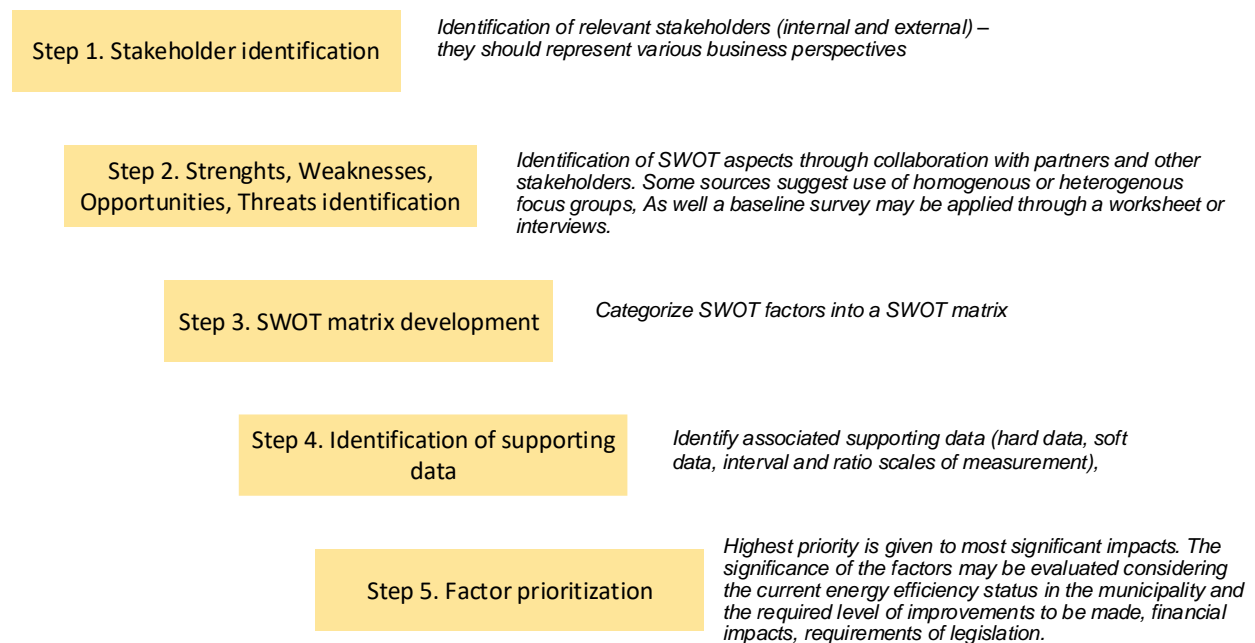 Step 1. Stakeholder identification
Identification of relevant stakeholders (internal and external) –
they should represent various business perspectives
Step 2. Strenghts, Weaknesses,
Opportunities, Threats identification
Identification of SWOT aspects through collaboration with partners and other
stakeholders. Some sources suggest use of homogenous or heterogenous
focus groups, As well a baseline survey may be applied through a worksheet or
interviews.
Step 3. SWOT matrix development
Categorize SWOT factors into a SWOT matrix
Step 4. Identification of supporting
data
Identify associated supporting data (hard data, soft
data, interval and ratio scales of measurement),
Step 5. Factor prioritization
Highest priority is given to most significant impacts. The
significance of the factors may be evaluated considering
the current energy efficiency status in the municipality and
the required level of improvements to be made, financial
impacts, requirements of legislation.